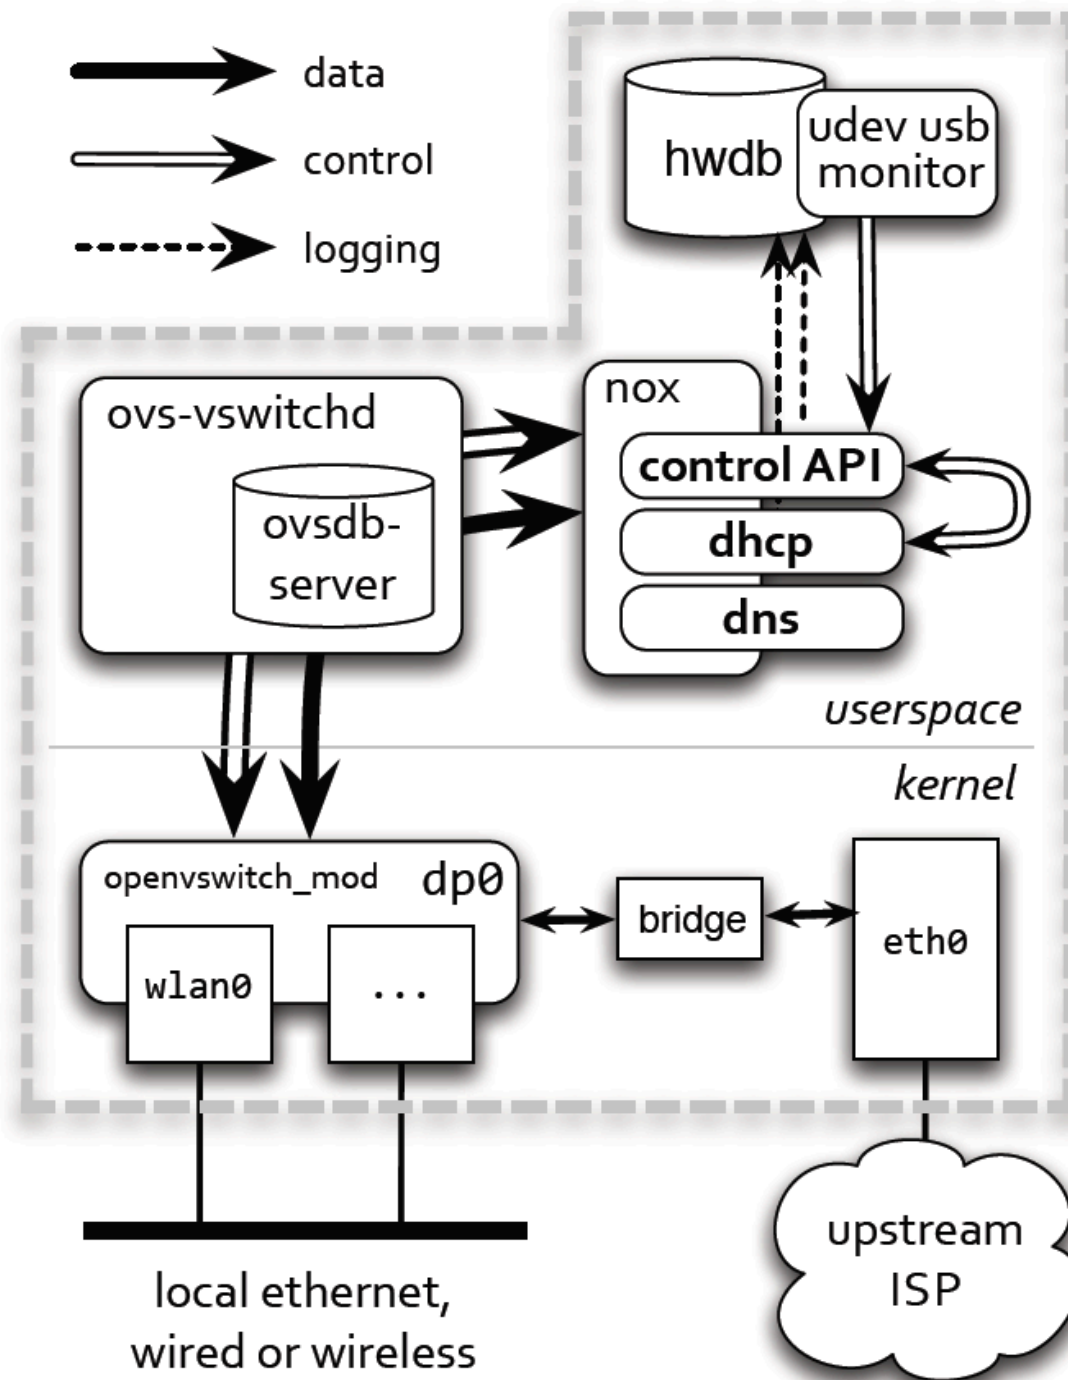 data
control
logging
hwdb
udev usb
monitor
ovs-vswitchd
ovsdb-
server
nox
control API
dhcp
dns
userspace
kernel
openvswitch_mod
dp0
wlan0
...
bridge
eth0
upstream
ISP
local ethernet,
wired or wireless